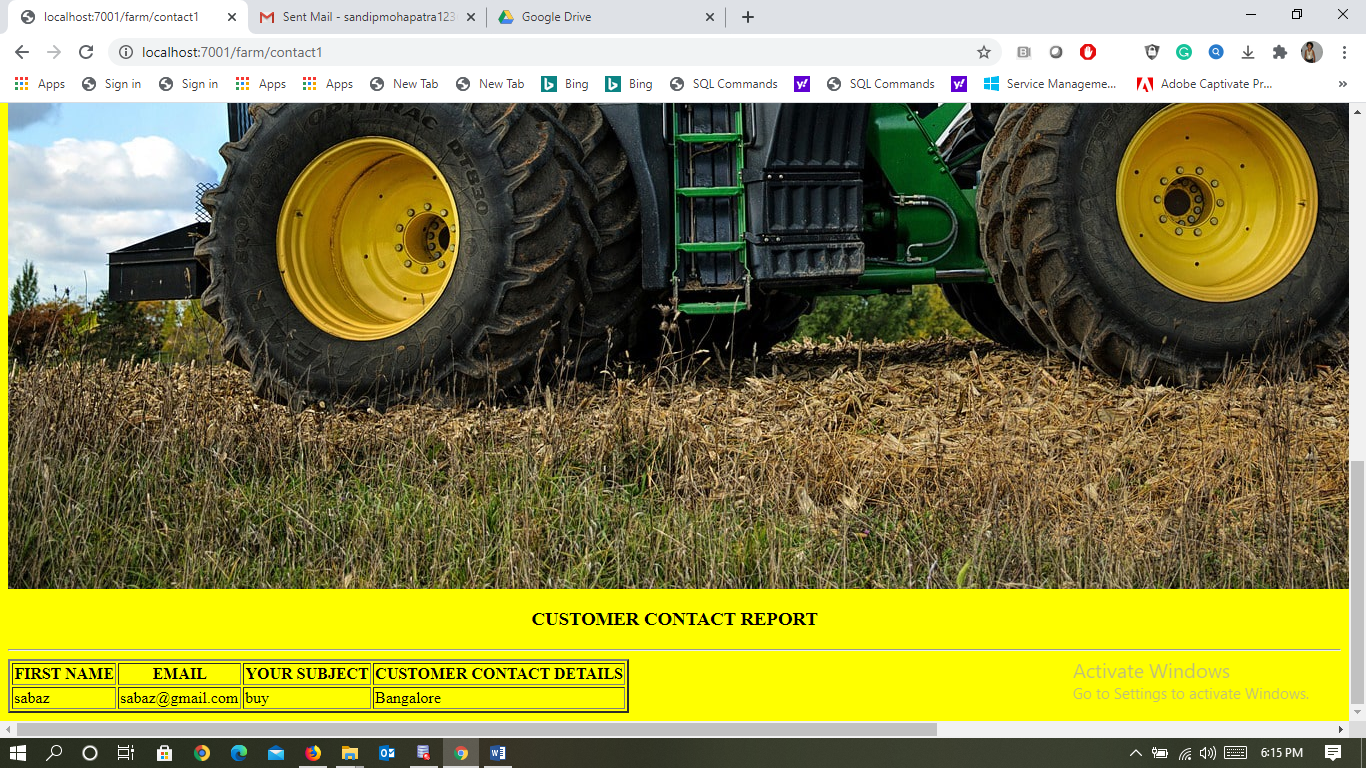 localhost:7001/farm/contact1
Sent Mail - sandipmohapatra123
Google Drive
localhost:7001/farm/contact1
Apps
Sign in
Sign in
Apps
Apps
New Tab
New Tab
Bing
Bing
SQL Commands
SQL Commands
Service Manageme...
Adobe Captivate Pr...
»
DT830
CUSTOMER CONTACT REPORT
FIRST NAME EMAIL YOUR SUBJECT CUSTOMER CONTACT DETAILS
sabaz sabaz@gmail.com buy Bangalore
Activate Windows
Go to Settings to activate Windows.
6:15 PM